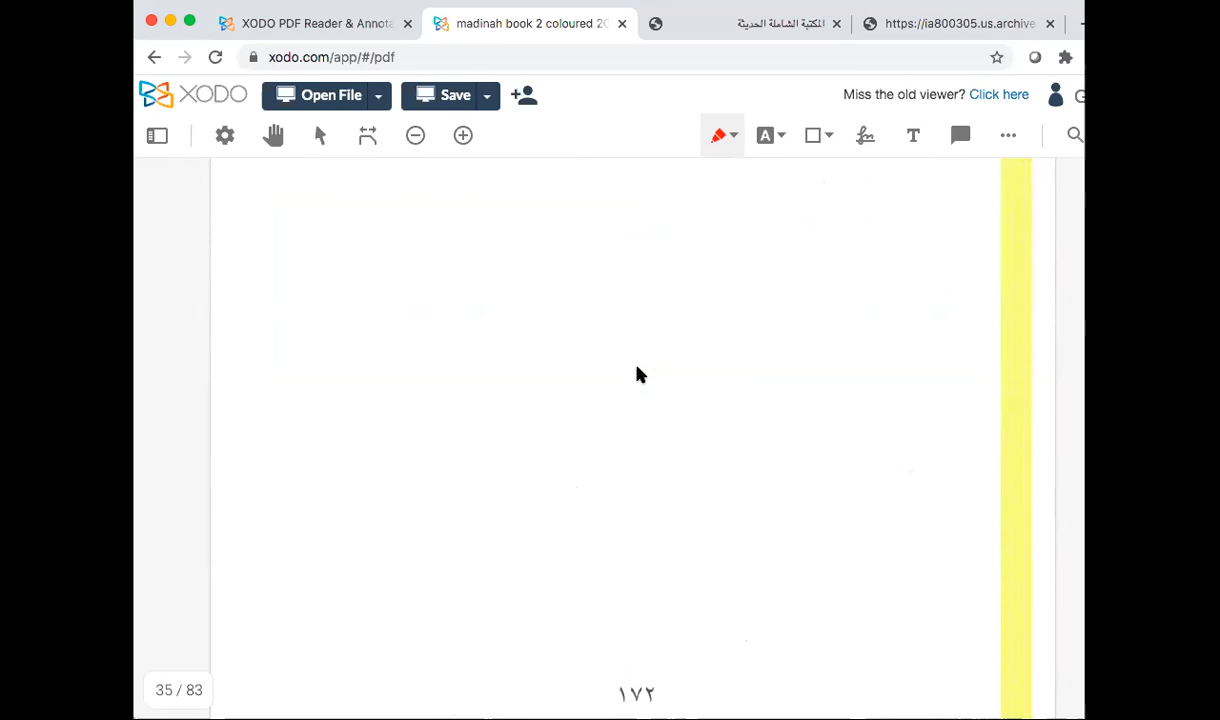 XODO PDF Reader & Annota
madinah book 2 coloured 20
المكتبة الشاملة الحديثة
https://ia800305.us.archive
xodo.com/app/#/pdf
XODO
Open File
Save
Miss the old viewer? Click here
G
A
T
35 / 83
١٧٢